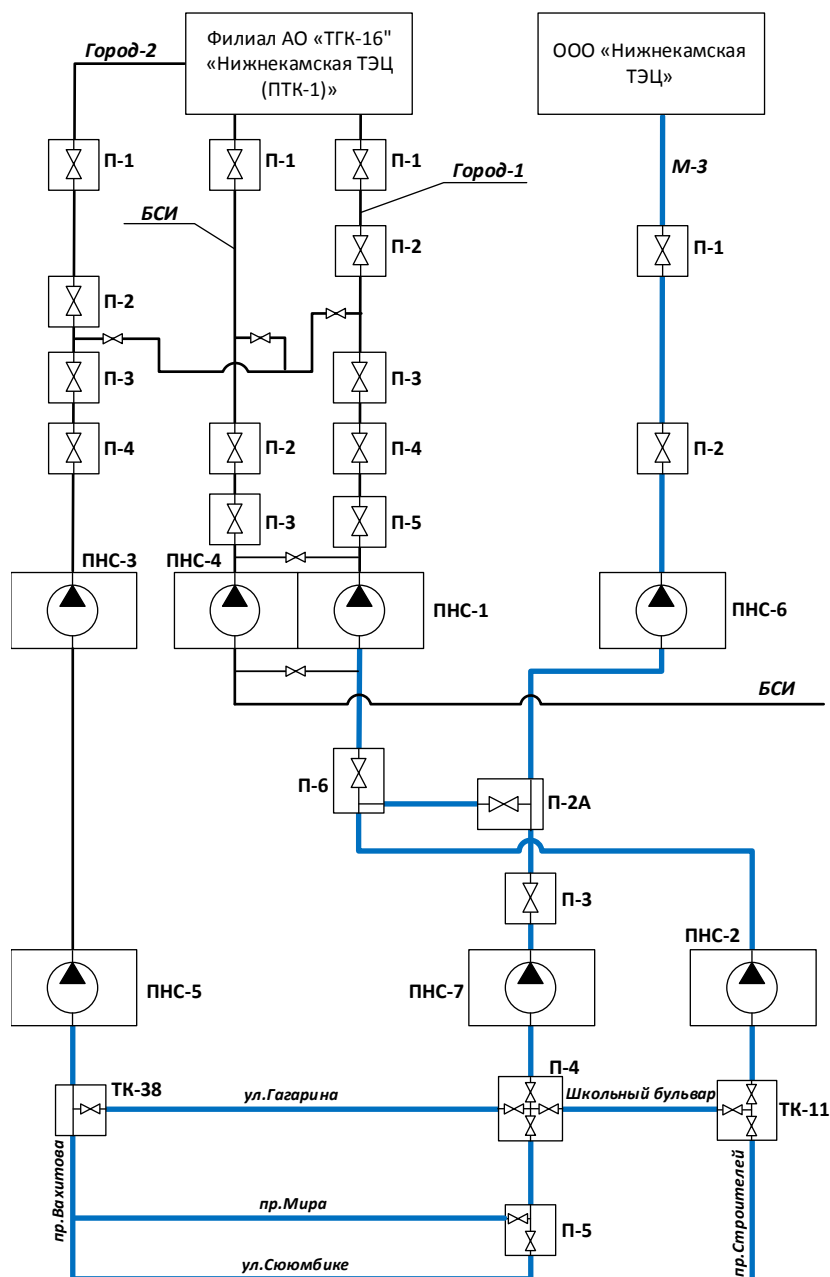 Город-2
Филиал АО «ТГК-16"
«Нижнекамская ТЭЦ
(ПТК-1)»
ООО «Нижнекамская
ТЭЦ»
П-1
П-1
П-1
М-3
Город-1
БСИ
П-2
П-1
П-2
П-3
П-3
П-4
П-2
П-4
П-2
П-3
П-5
ПНС-3
ПНС-4
ПНС-1
ПНС-6
БСИ
П-6
П-2А
П-3
ПНС-2
ПНС-5
ПНС-7
П-4
ТК-38
ул.Гагарина
Школьный бульвар
ТК-11
пр.Вахитова
пр.Мира
П-5
пр.Строителей
ул.Сююмбике